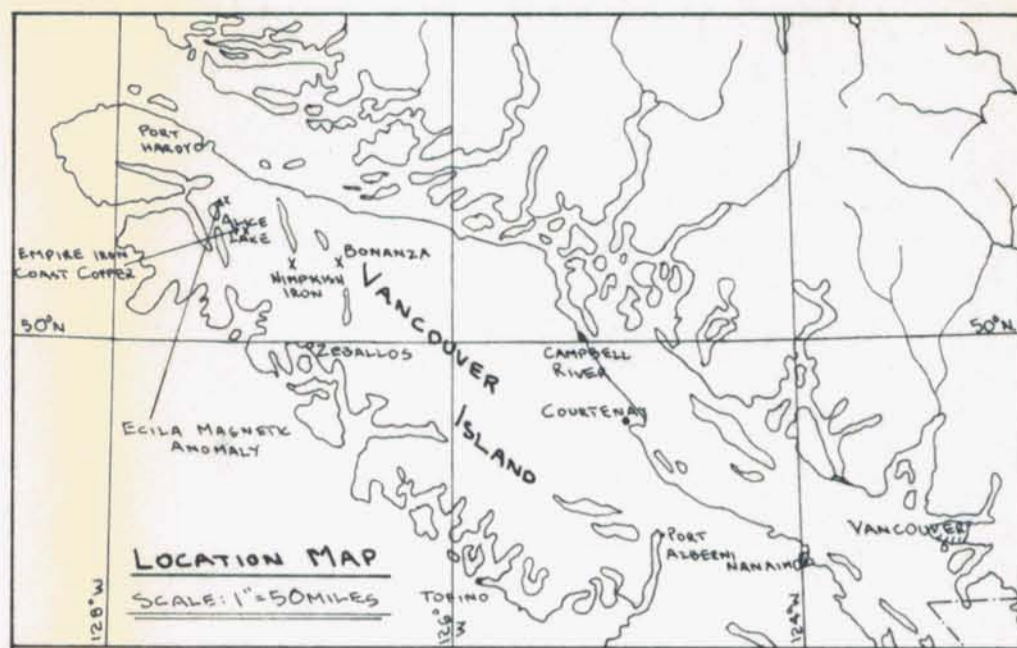 PORT
HARDY
ALICE
LAKE
EMPIRE IRON
COAST COPPER
BONANZA
NIMPKISH
IRON
VANCOUVER
ISLAND
50°N
50°N
ZEBALLOS
CAMPBELL
RIVER
COURTENAY
ECILA MAGNETIC
ANOMALY
VANCOUVER
PORT
ALBERNI
NANAIMO
LOCATION MAP
SCALE: 1"=50MILES
TOFINO
128°W
126°W
124°W